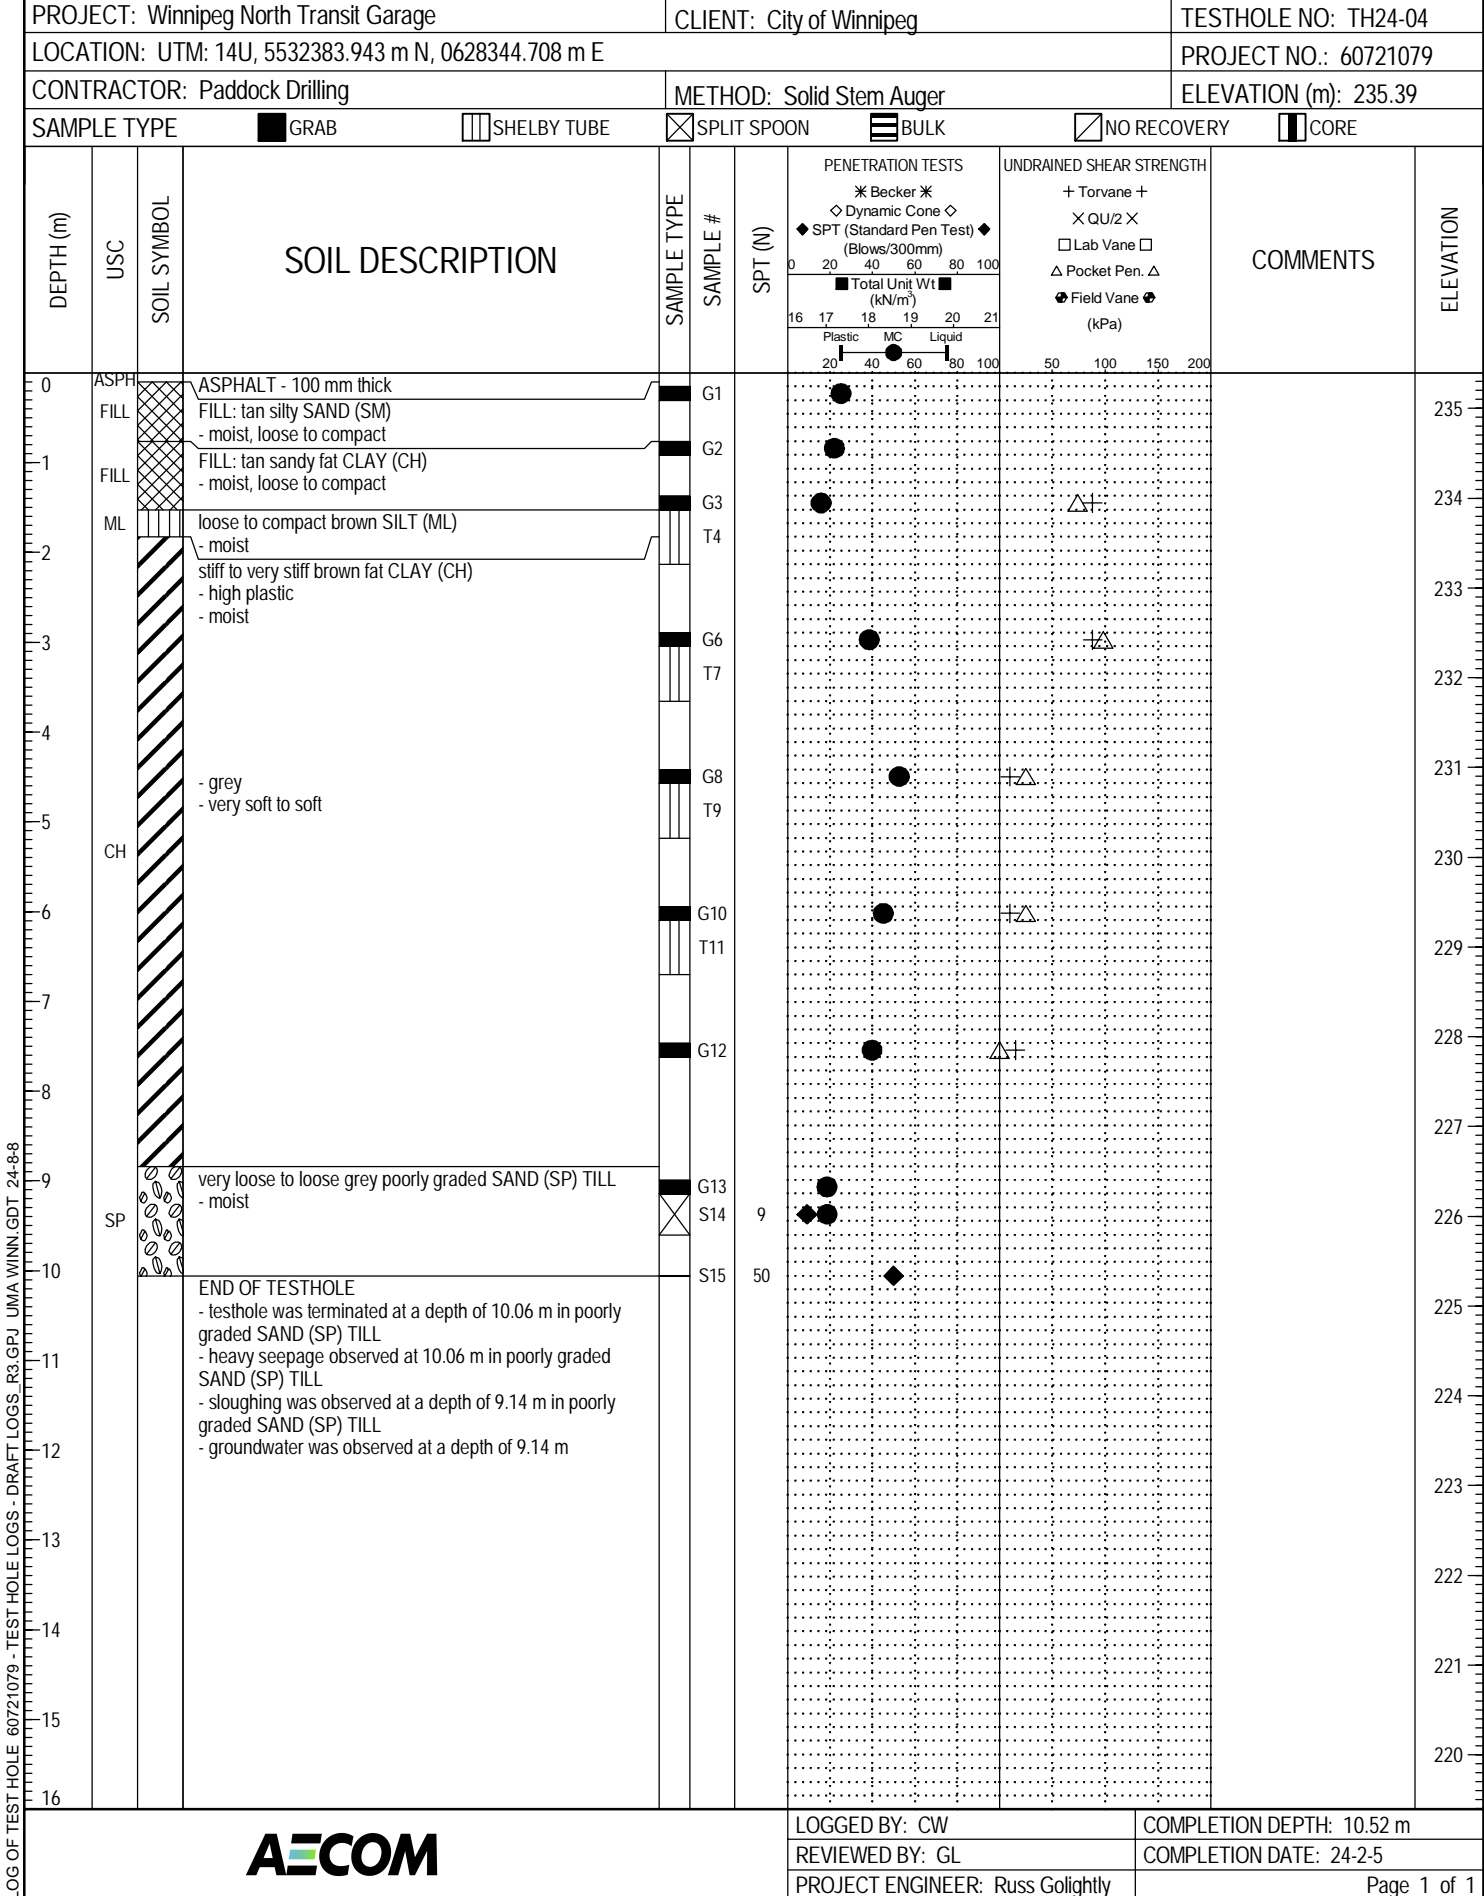 PROJECT: Winnipeg North Transit Garage
CLIENT: City of Winnipeg
TESTHOLE NO: TH24-04
LOCATION: UTM: 14U, 5532383.943 m N, 0628344.708 m E
PROJECT NO.: 60721079
CONTRACTOR: Paddock Drilling
METHOD: Solid Stem Auger
ELEVATION (m): 235.39
SAMPLE TYPE
GRAB
SHELBY TUBE
SPLIT SPOON
BULK
NO RECOVERY
CORE
DEPTH (m)
USC
SOIL SYMBOL
SOIL DESCRIPTION
SAMPLE TYPE
SAMPLE #
SPT (N)
PENETRATION TESTS
Becker
Dynamic Cone
SPT (Standard Pen Test)
(Blows/300mm)
0 20 40 60 80 100
Total Unit Wt
(kN/m³)
16 17 18 19 20 21
Plastic MC Liquid
20 40 60 80 100
UNDRAINED SHEAR STRENGTH
+ Torvane +
× QU/2 ×
□ Lab Vane □
△ Pocket Pen. △
Field Vane
(kPa)
50 100 150 200
COMMENTS
ELEVATION
0
ASPH
ASPHALT - 100 mm thick
G1
FILL
FILL: tan silty SAND (SM)
235
- moist, loose to compact
G2
1
FILL: tan sandy fat CLAY (CH)
FILL
- moist, loose to compact
G3
234
ML
loose to compact brown SILT (ML)
T4
- moist
2
stiff to very stiff brown fat CLAY (CH)
233
- high plastic
- moist
3
G6
T7
232
4
231
- grey
G8
- very soft to soft
T9
5
CH
230
6
G10
T11
229
7
228
G12
8
227
9
very loose to loose grey poorly graded SAND (SP) TILL
G13
- moist
SP
S14
9
226
10
S15
50
END OF TESTHOLE
225
- testhole was terminated at a depth of 10.06 m in poorly
graded SAND (SP) TILL
- heavy seepage observed at 10.06 m in poorly graded
11
SAND (SP) TILL
224
- sloughing was observed at a depth of 9.14 m in poorly
graded SAND (SP) TILL
- groundwater was observed at a depth of 9.14 m
12
223
13
222
14
221
15
220
16
LOG OF TEST HOLE 60721079 - TEST HOLE LOGS - DRAFT LOGS_R3.GPJ UMA WINN.GDT 24-8-8
AECOM
LOGGED BY: CW
COMPLETION DEPTH: 10.52 m
REVIEWED BY: GL
COMPLETION DATE: 24-2-5
PROJECT ENGINEER: Russ Golightly
Page 1 of 1